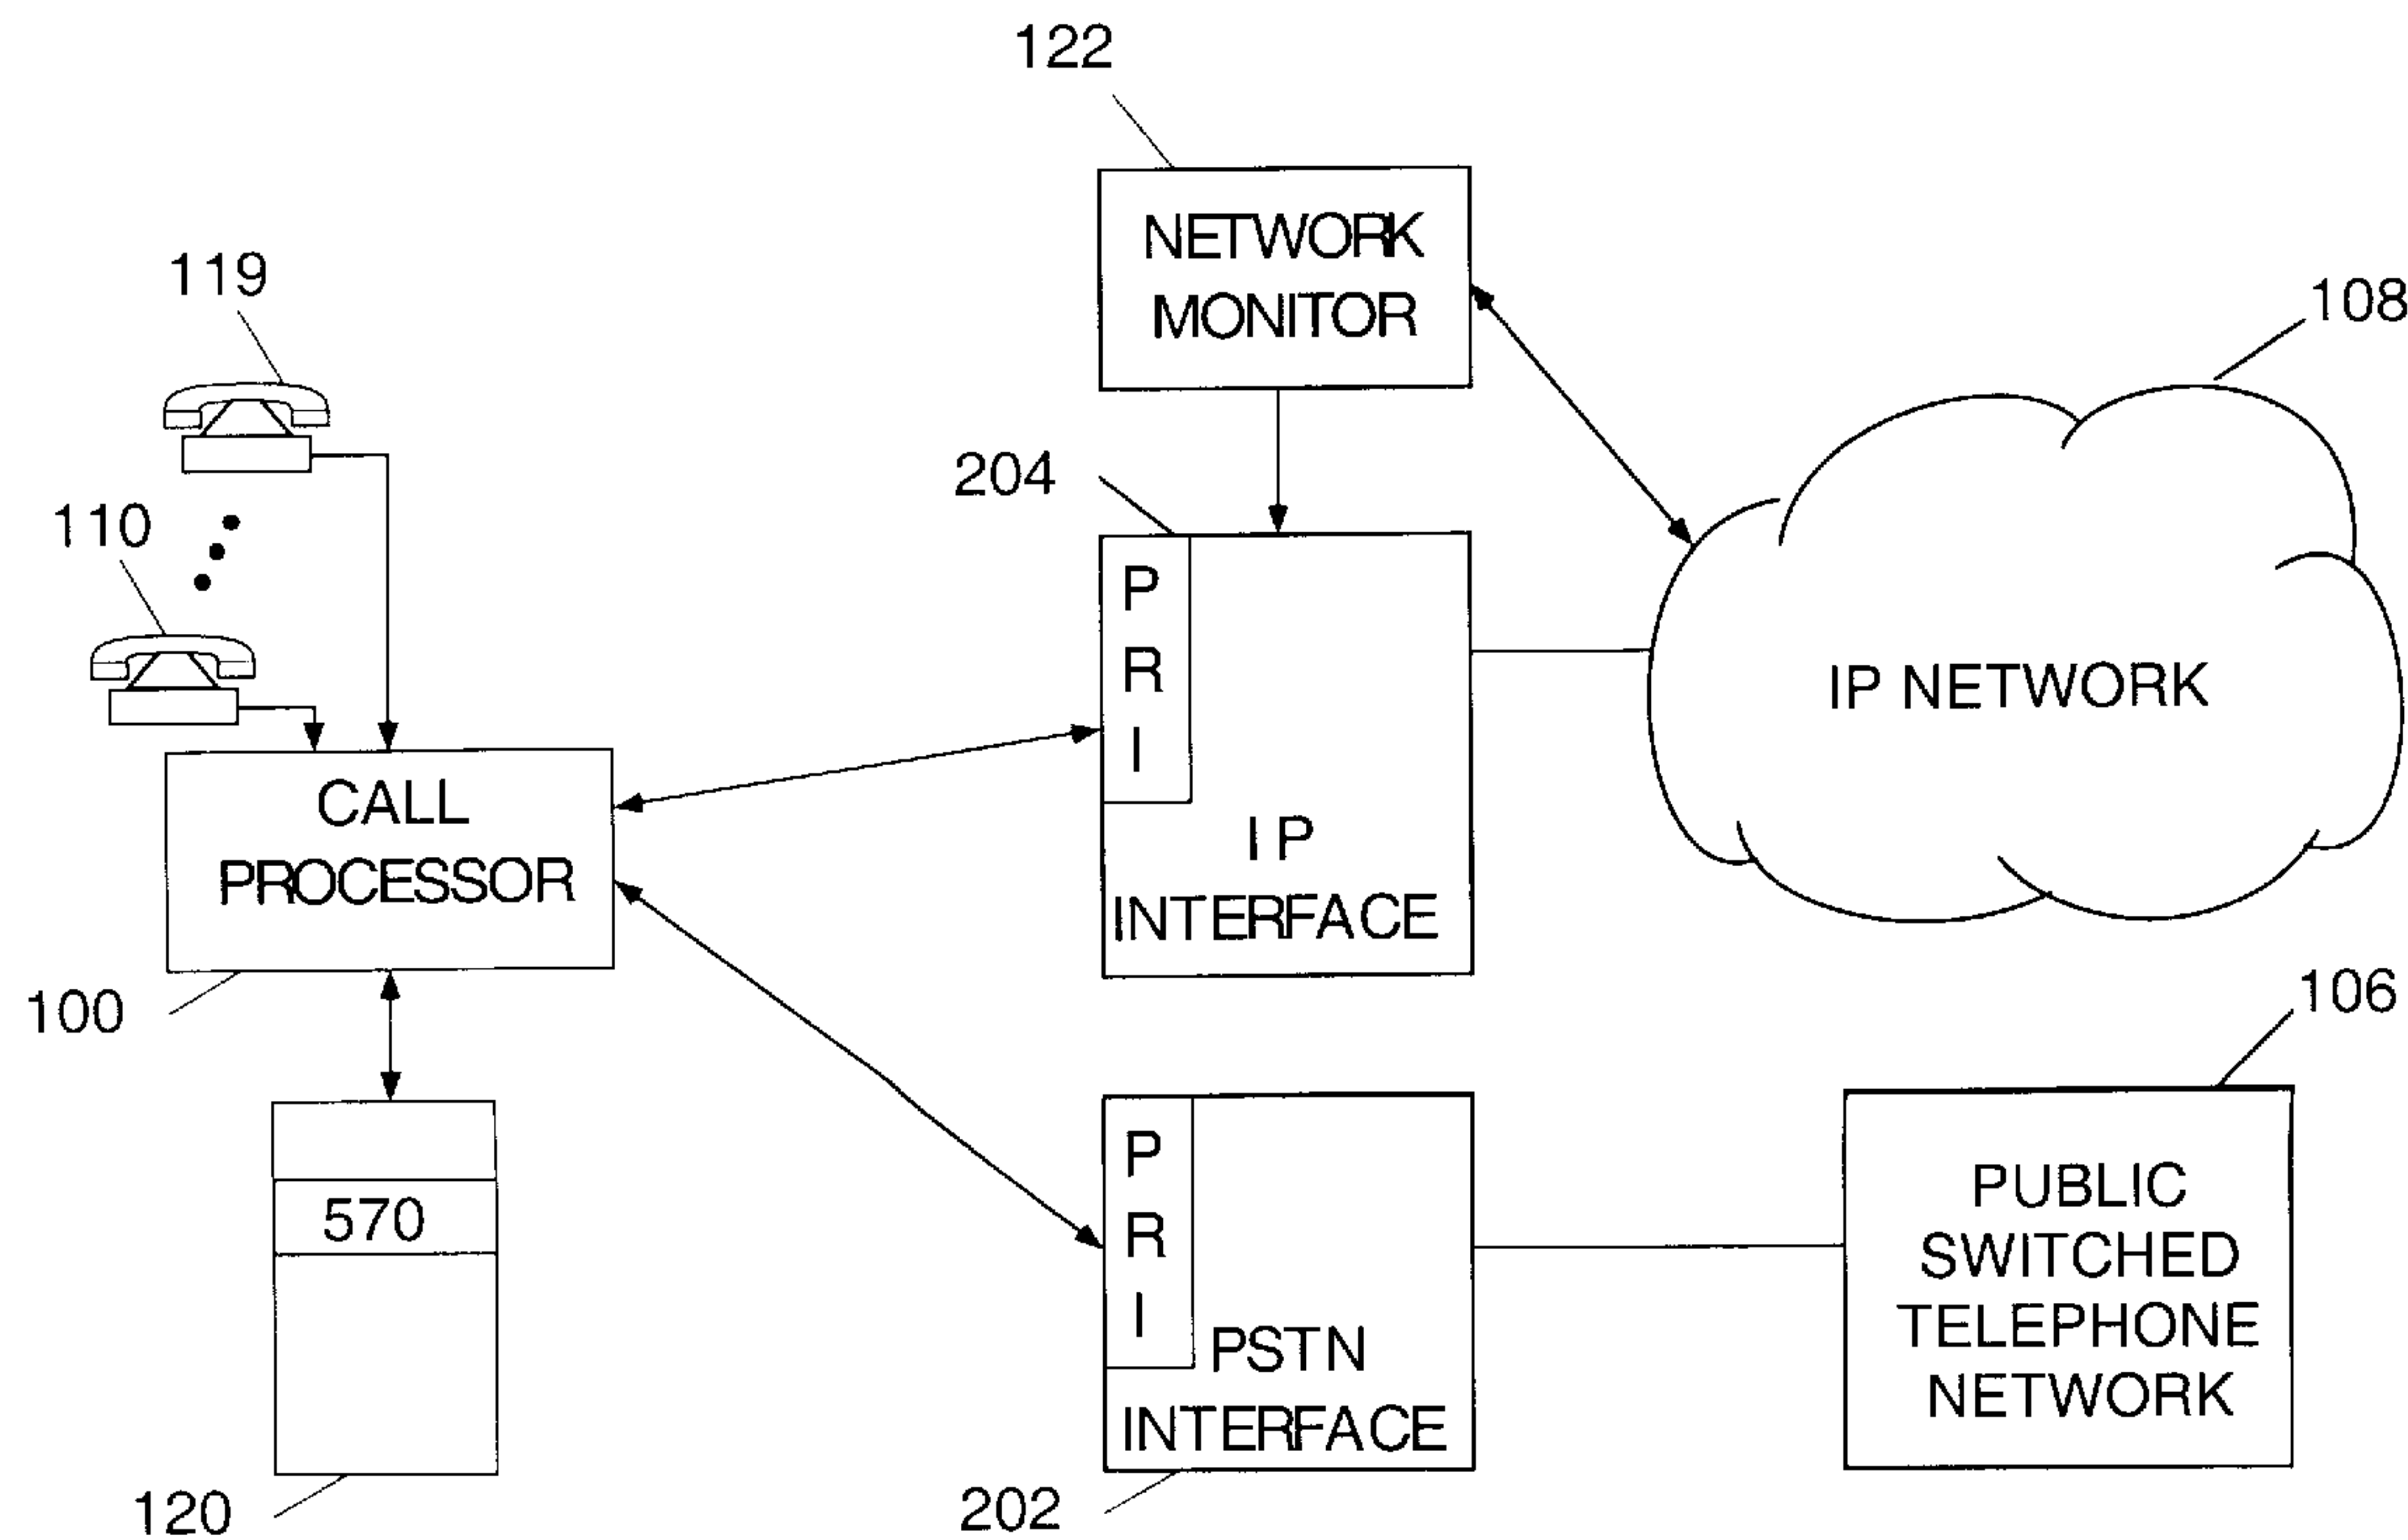 122
NETWORK
MONITOR
119
108
204
110
P
R
I
IP NETWORK
CALL
PROCESSOR
IP
INTERFACE
100
106
P
R
I
570
PUBLIC
SWITCHED
TELEPHONE
NETWORK
PSTN
INTERFACE
120
202